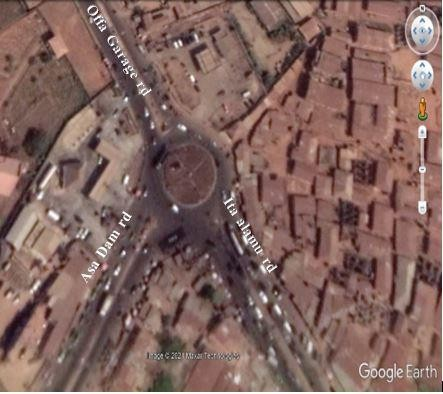 Offa Garage rd
Asa Dam rd
Ita alamu rd
Image © 2021 Maxar Technologies
Google Earth